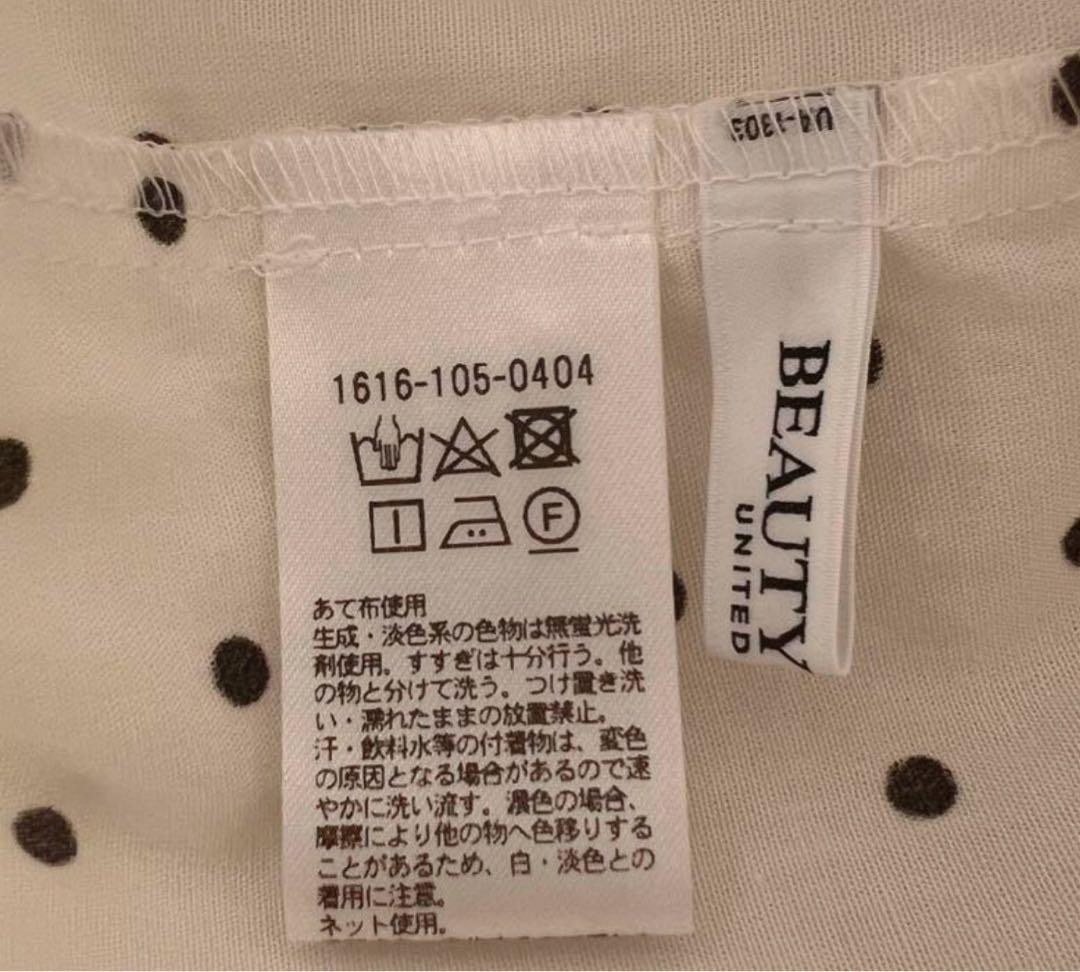 1616-105-0404
F
あて布使用
生成・淡色系の色物は無蛍光洗
剤使用。すすぎは十分行う。他
の物と分けて洗う。つけ置き洗
い・濡れたままの放置禁止。
汗・飲料水等の付着物は、変色
の原因となる場合があるので速
やかに洗い流す。濃色の場合、
摩擦により他の物へ色移りする
ことがあるため、白・淡色との
着用に注意。
ネット使用。
BEAUTY
UNITED